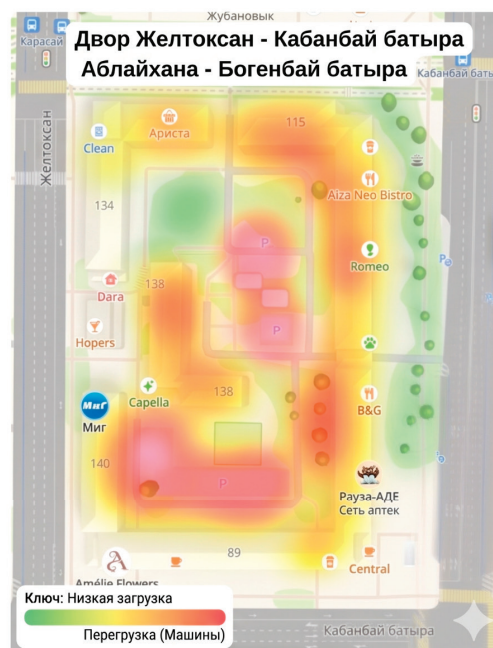 Жубановык
Двор Желтоксан - Кабанбай батыра
Аблайхана - Богенбай батыра
Карасай
Кабанбай баты
Желтоксан
Clean
Ариста
115
134
Aiza Neo Bistro
P
Romeo
138
Dara
P
Hopers
Capella
138
B&G
Миг
Миг
140
P
Рауза-АДЕ
Сеть аптек
89
Amélie Flowers
Central
Ключ: Низкая загрузка
Перегрузка (Машины)
Кабанбай батыра